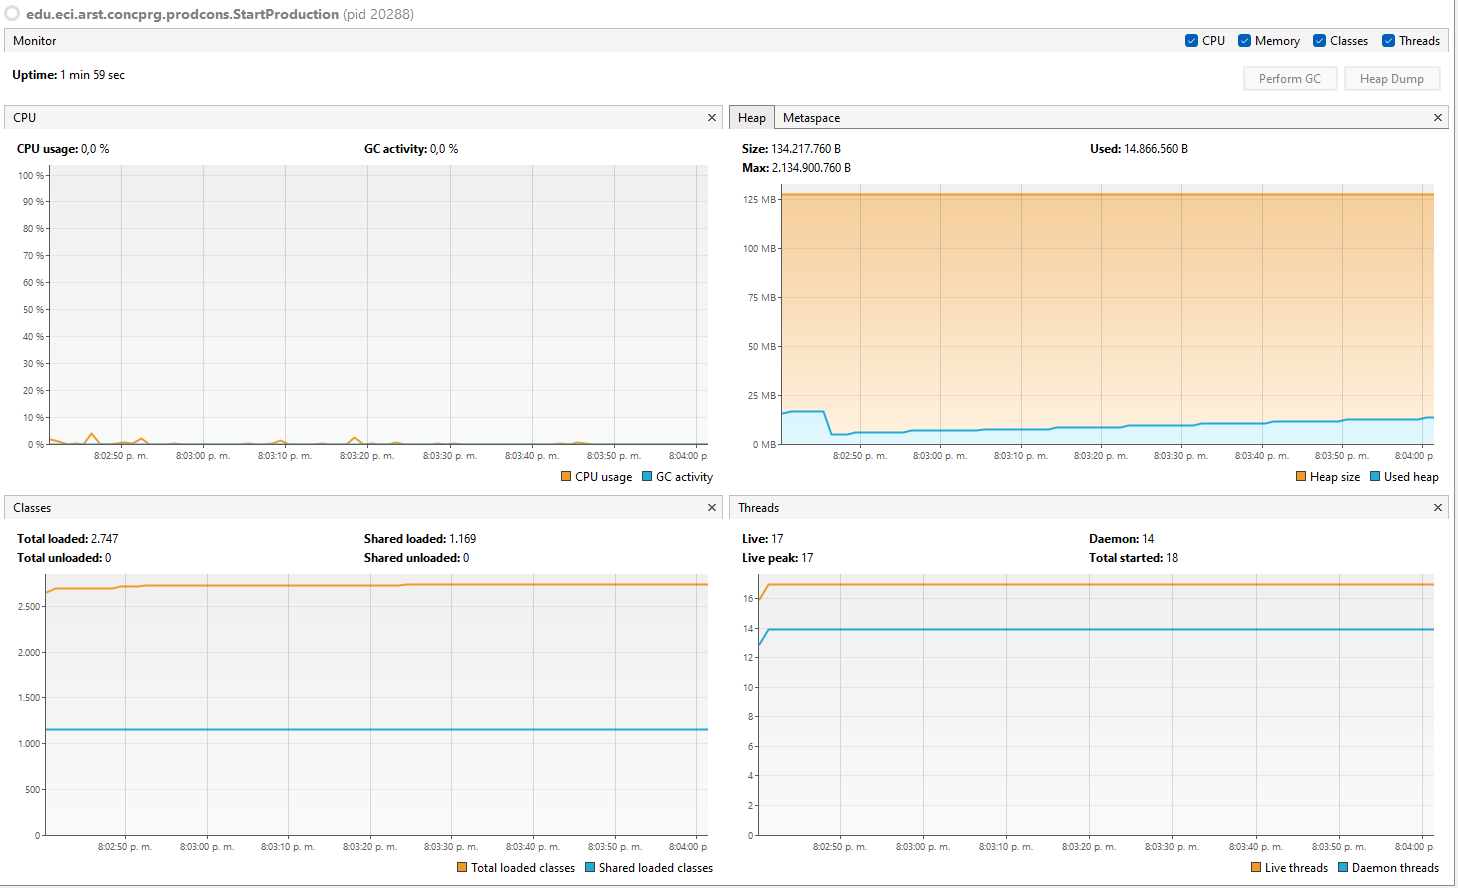 edu.eci.arst.concprg.prodcons.StartProduction (pid 20288)
Monitor
CPU Memory Classes Threads
Uptime: 1 min 59 sec
Perform GC Heap Dump
CPU
CPU usage: 0,0 % GC activity: 0,0 %
100 %
90 %
80 %
70 %
60 %
50 %
40 %
30 %
20 %
10 %
0 %
8:02:50 p. m. 8:03:00 p. m. 8:03:10 p. m. 8:03:20 p. m. 8:03:30 p. m. 8:03:40 p. m. 8:03:50 p. m. 8:04:00 p.
CPU usage GC activity
Heap Metaspace
Size: 134.217.760 B Used: 14.866.560 B
Max: 2.134.900.760 B
125 MB
100 MB
75 MB
50 MB
25 MB
0 MB
8:02:50 p. m. 8:03:00 p. m. 8:03:10 p. m. 8:03:20 p. m. 8:03:30 p. m. 8:03:40 p. m. 8:03:50 p. m. 8:04:00 p.
Heap size Used heap
Classes
Total loaded: 2.747 Shared loaded: 1.169
Total unloaded: 0 Shared unloaded: 0
2.500
2.000
1.500
1.000
500
0
8:02:50 p. m. 8:03:00 p. m. 8:03:10 p. m. 8:03:20 p. m. 8:03:30 p. m. 8:03:40 p. m. 8:03:50 p. m. 8:04:00 p.
Total loaded classes Shared loaded classes
Threads
Live: 17 Daemon: 14
Live peak: 17 Total started: 18
16
14
12
10
8
6
4
2
0
8:02:50 p. m. 8:03:00 p. m. 8:03:10 p. m. 8:03:20 p. m. 8:03:30 p. m. 8:03:40 p. m. 8:03:50 p. m. 8:04:00 p.
Live threads Daemon threads